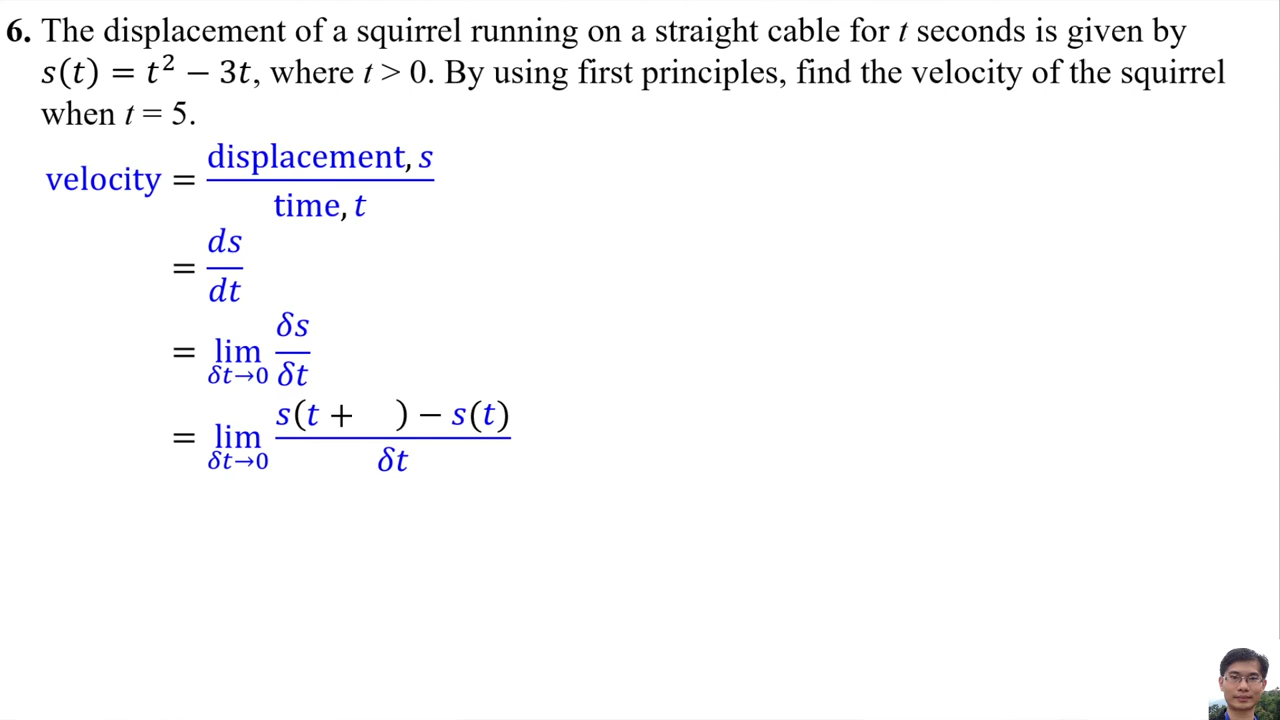 6. The displacement of a squirrel running on a straight cable for t seconds is given by
s(t) = t² − 3t, where t > 0. By using first principles, find the velocity of the squirrel
when t = 5.
velocity = displacement, s / time, t
= ds / dt
= lim δt→0 δs / δt
= lim δt→0 s(t +   ) − s(t) / δt